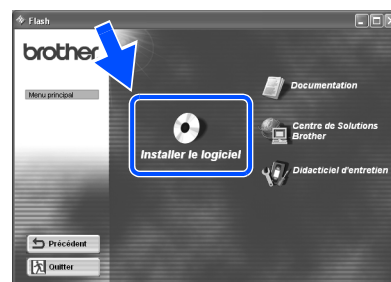 Flash
brother
Menu principal
Documentation
Centre de Solutions
Brother
Installer le logiciel
Didacticiel d'entretien
Précédent
Quitter